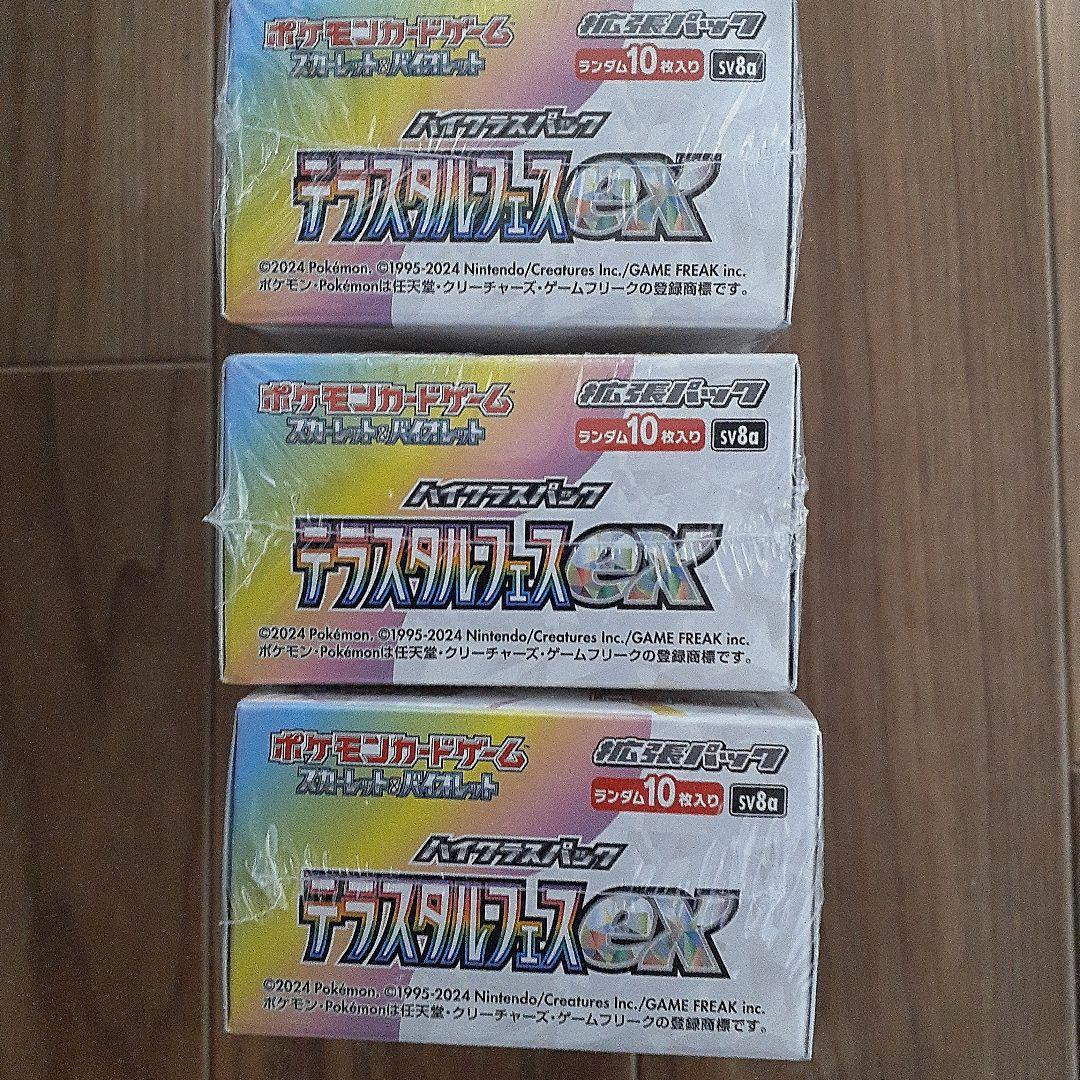 ポケモンカードゲーム 拡張パック
スカーレット&バイオレット ランダム10枚入り sv8a
ハイクラスパック
テラスタルフェスex
©2024 Pokémon. ©1995-2024 Nintendo/Creatures Inc./GAME FREAK inc.
ポケモン・Pokémonは任天堂・クリーチャーズ・ゲームフリークの登録商標です。
ポケモンカードゲーム™ 拡張パック
スカーレット&バイオレット ランダム10枚入り sv8a
ハイクラスパック
テラスタルフェスex
©2024 Pokémon. ©1995-2024 Nintendo/Creatures Inc./GAME FREAK inc.
ポケモン・Pokémonは任天堂・クリーチャーズ・ゲームフリークの登録商標です。
ポケモンカードゲーム™ 拡張パック
スカーレット&バイオレット ランダム10枚入り sv8a
ハイクラスパック
テラスタルフェスex
©2024 Pokémon. ©1995-2024 Nintendo/Creatures Inc./GAME FREAK inc.
ポケモン・Pokémonは任天堂・クリーチャーズ・ゲームフリークの登録商標です。